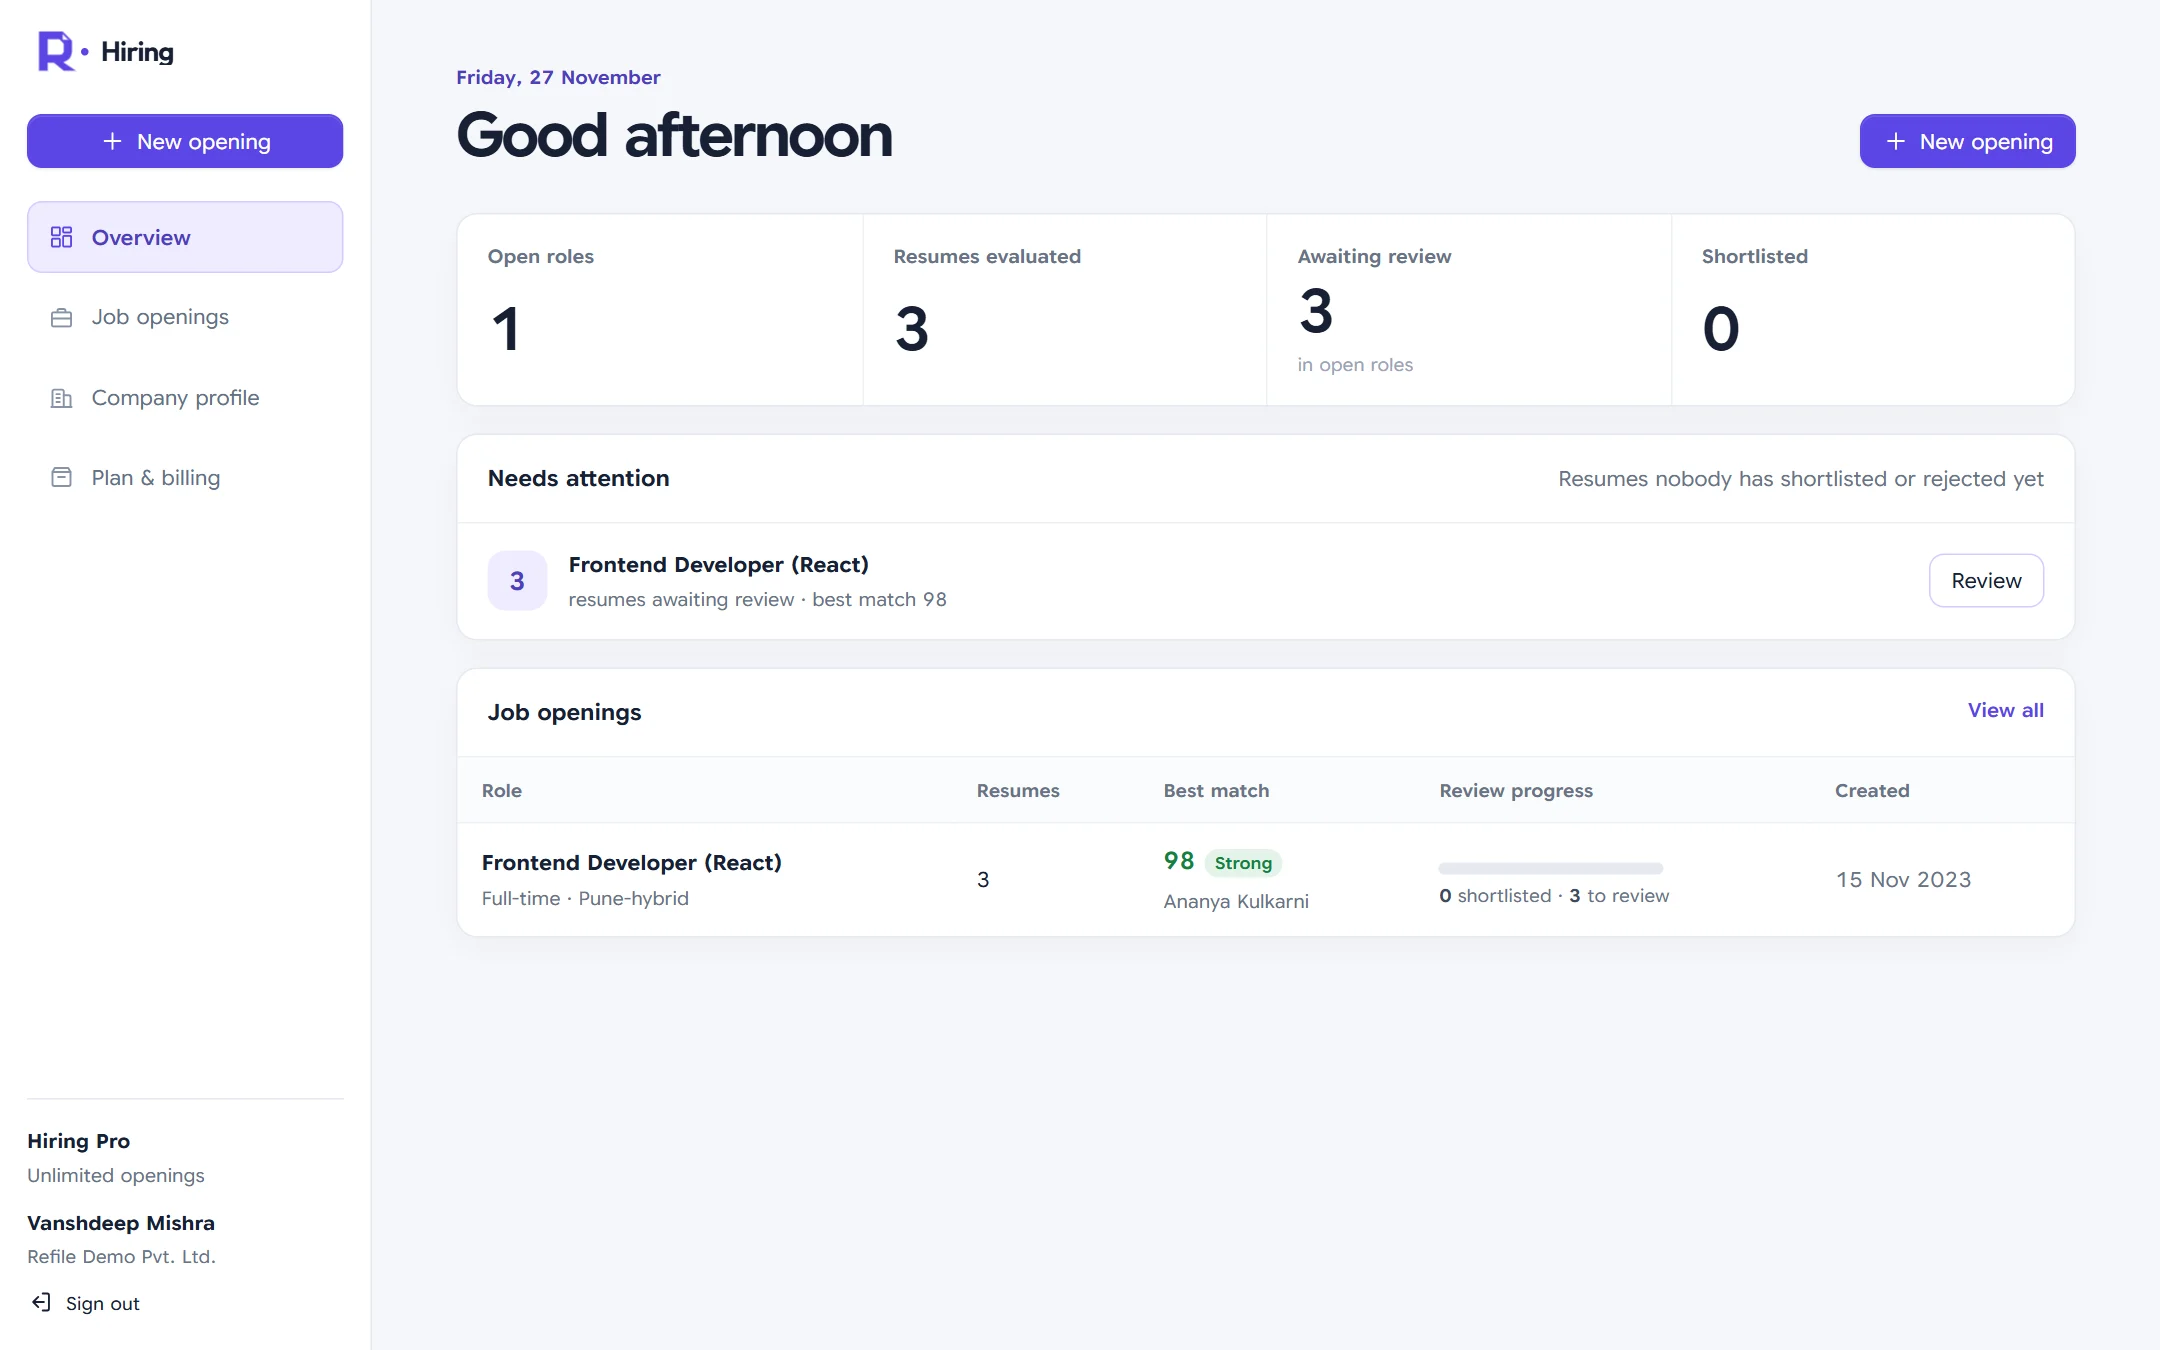 R· Hiring
+ New opening
Overview
Job openings
Company profile
Plan & billing
Hiring Pro
Unlimited openings
Vanshdeep Mishra
Refile Demo Pvt. Ltd.
Sign out
Friday, 27 November
Good afternoon
+ New opening
Open roles
1
Resumes evaluated
3
Awaiting review
3
in open roles
Shortlisted
0
Needs attention
Resumes nobody has shortlisted or rejected yet
3
Frontend Developer (React)
resumes awaiting review · best match 98
Review
Job openings
View all
Role Resumes Best match Review progress Created
Frontend Developer (React)
Full-time · Pune-hybrid
3
98 Strong
Ananya Kulkarni
0 shortlisted · 3 to review
15 Nov 2023